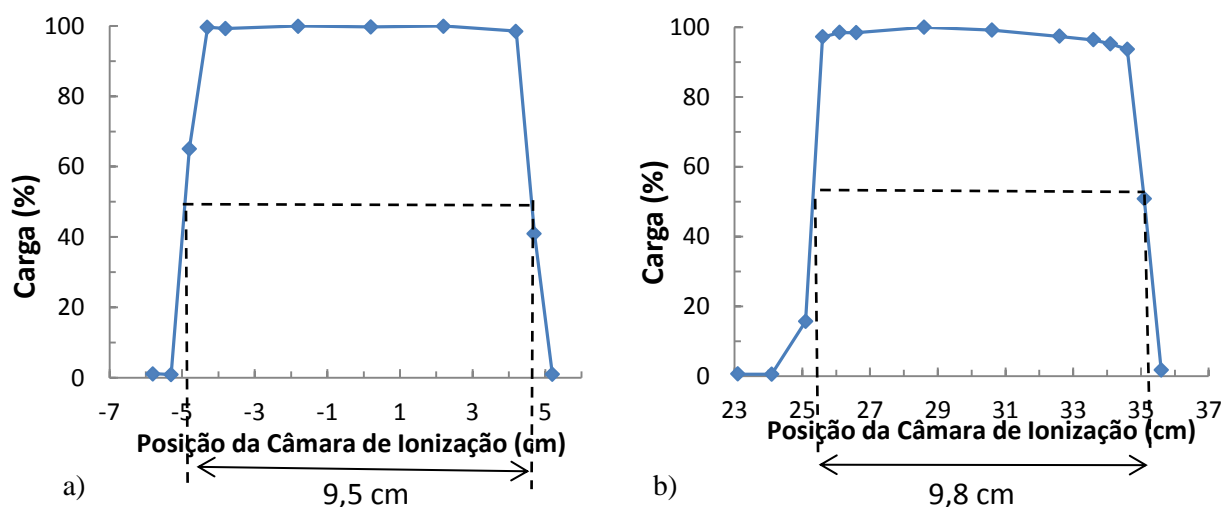 100
80
60
40
20
0
Carga (%)
-7 -5 -3 -1 1 3 5
Posição da Câmara de Ionização (cm)
a)
9,5 cm
100
80
60
40
20
0
Carga (%)
23 25 27 29 31 33 35 37
Posição da Câmara de Ionização (cm)
b)
9,8 cm